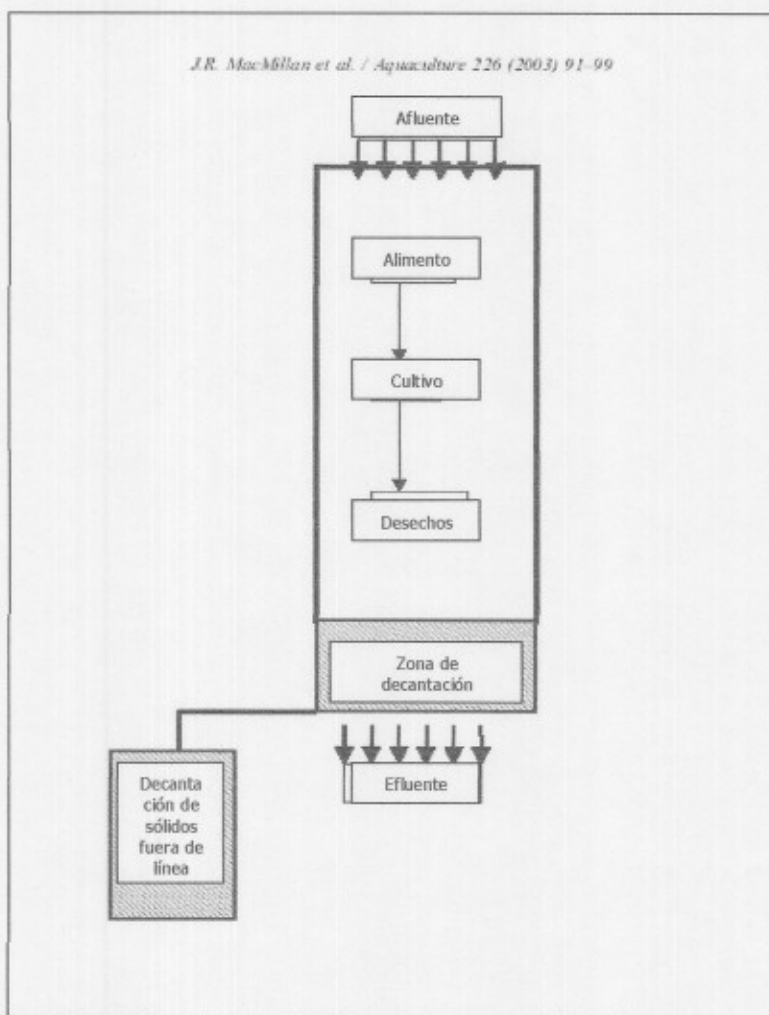 J.R. MacMillan et al. / Aquaculture 226 (2003) 91–99
Afluente
Alimento
Cultivo
Desechos
Zona de
decantación
Efluente
Decanta
ción de
sólidos
fuera de
línea